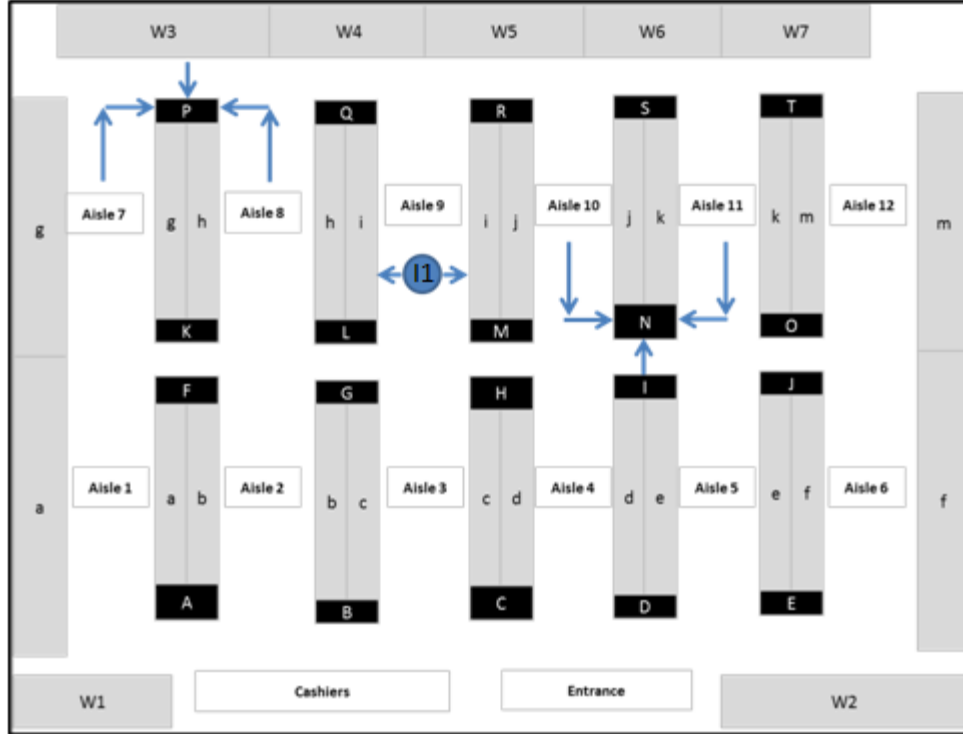 W3 W4 W5 W6 W7
P Q R S T
Aisle 7 Aisle 8 Aisle 9 Aisle 10 Aisle 11 Aisle 12
g g h h i i j j k k m m
I1
K L M N O
F G H I J
Aisle 1 Aisle 2 Aisle 3 Aisle 4 Aisle 5 Aisle 6
a a b b c c d d e e f f
A B C D E
W1 Cashiers Entrance W2